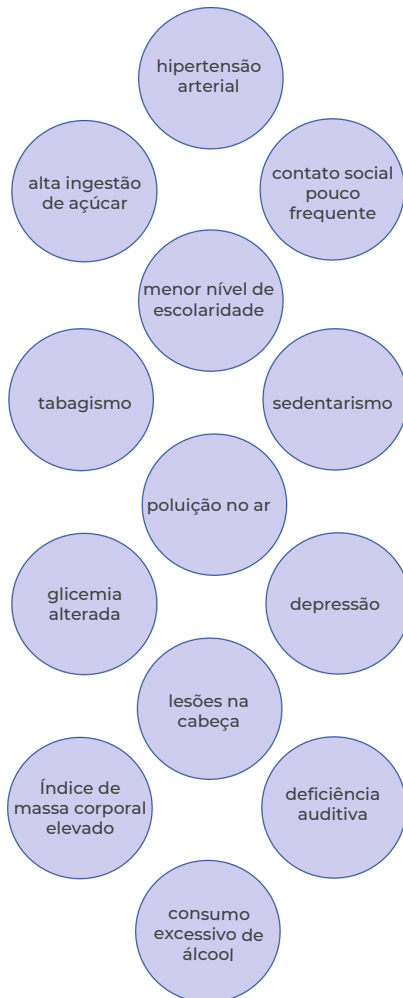 hipertensão
arterial
alta ingestão
de açúcar
contato social
pouco
frequente
menor nível de
escolaridade
tabagismo
sedentarismo
poluição no ar
glicemia
alterada
depressão
lesões na
cabeça
Índice de
massa corporal
elevado
deficiência
auditiva
consumo
excessivo de
álcool